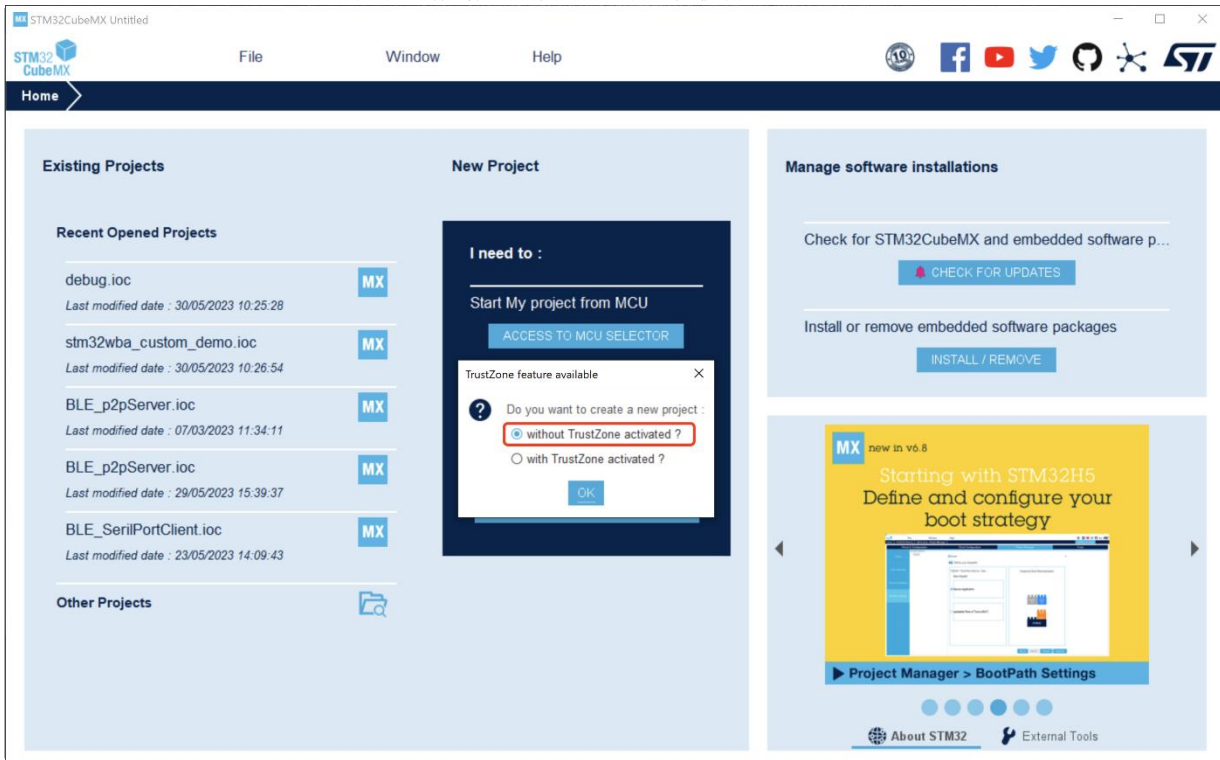 MX STM32CubeMX Untitled
STM32
CubeMX
File
Window
Help
10
Home
Existing Projects
Recent Opened Projects
debug.ioc
MX
Last modified date : 30/05/2023 10:25:28
stm32wba_custom_demo.ioc
MX
Last modified date : 30/05/2023 10:26:54
BLE_p2pServer.ioc
MX
Last modified date : 07/03/2023 11:34:11
BLE_p2pServer.ioc
MX
Last modified date : 29/05/2023 15:39:37
BLE_SerilPortClient.ioc
MX
Last modified date : 23/05/2023 14:09:43
Other Projects
New Project
I need to :
Start My project from MCU
ACCESS TO MCU SELECTOR
TrustZone feature available
Do you want to create a new project :
without TrustZone activated ?
with TrustZone activated ?
OK
Manage software installations
Check for STM32CubeMX and embedded software p...
CHECK FOR UPDATES
Install or remove embedded software packages
INSTALL / REMOVE
MX new in v6.8
Starting with STM32H5
Define and configure your
boot strategy
Project Manager > BootPath Settings
About STM32
External Tools